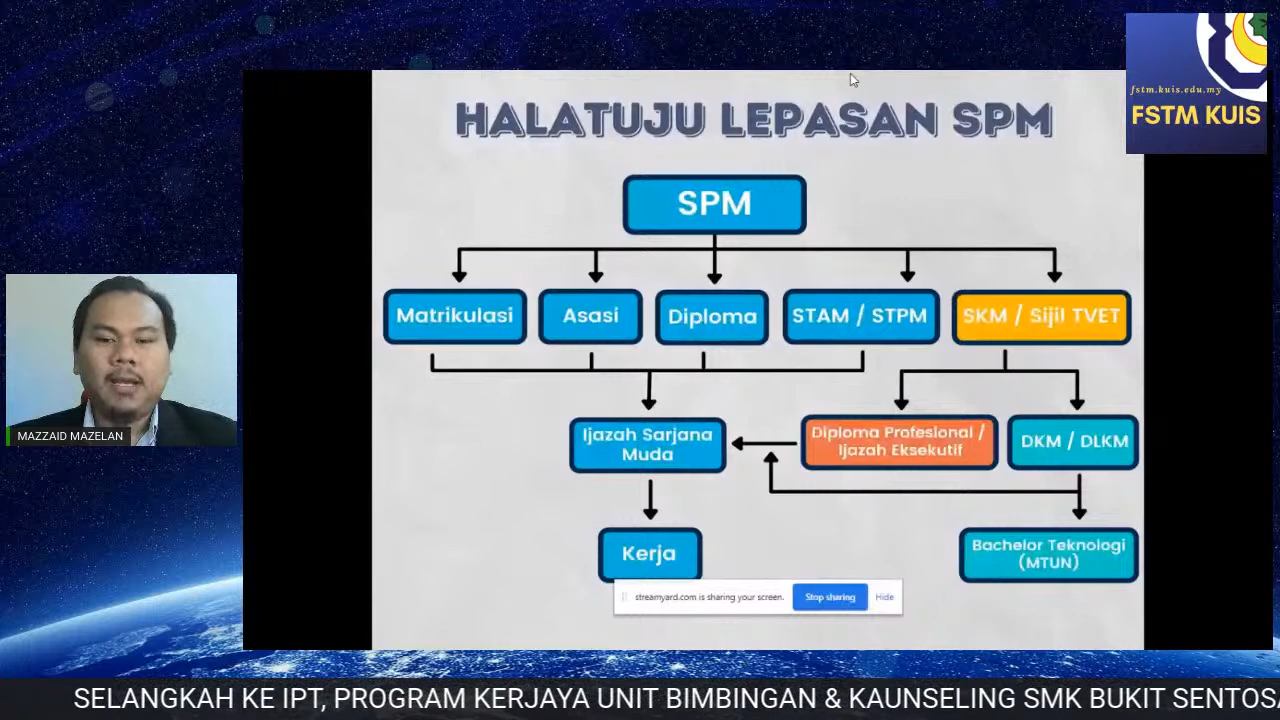 fstm.kuis.edu.my
FSTM KUIS
HALATUJU LEPASAN SPM
SPM
Matrikulasi
Asasi
Diploma
STAM / STPM
SKM / Sijil TVET
Ijazah Sarjana
Muda
Diploma Profesional /
Ijazah Eksekutif
DKM / DLKM
Kerja
Bachelor Teknologi
(MTUN)
streamyard.com is sharing your screen.
Stop sharing
Hide
MAZZAID MAZELAN
SELANGKAH KE IPT, PROGRAM KERJAYA UNIT BIMBINGAN & KAUNSELING SMK BUKIT SENTOS